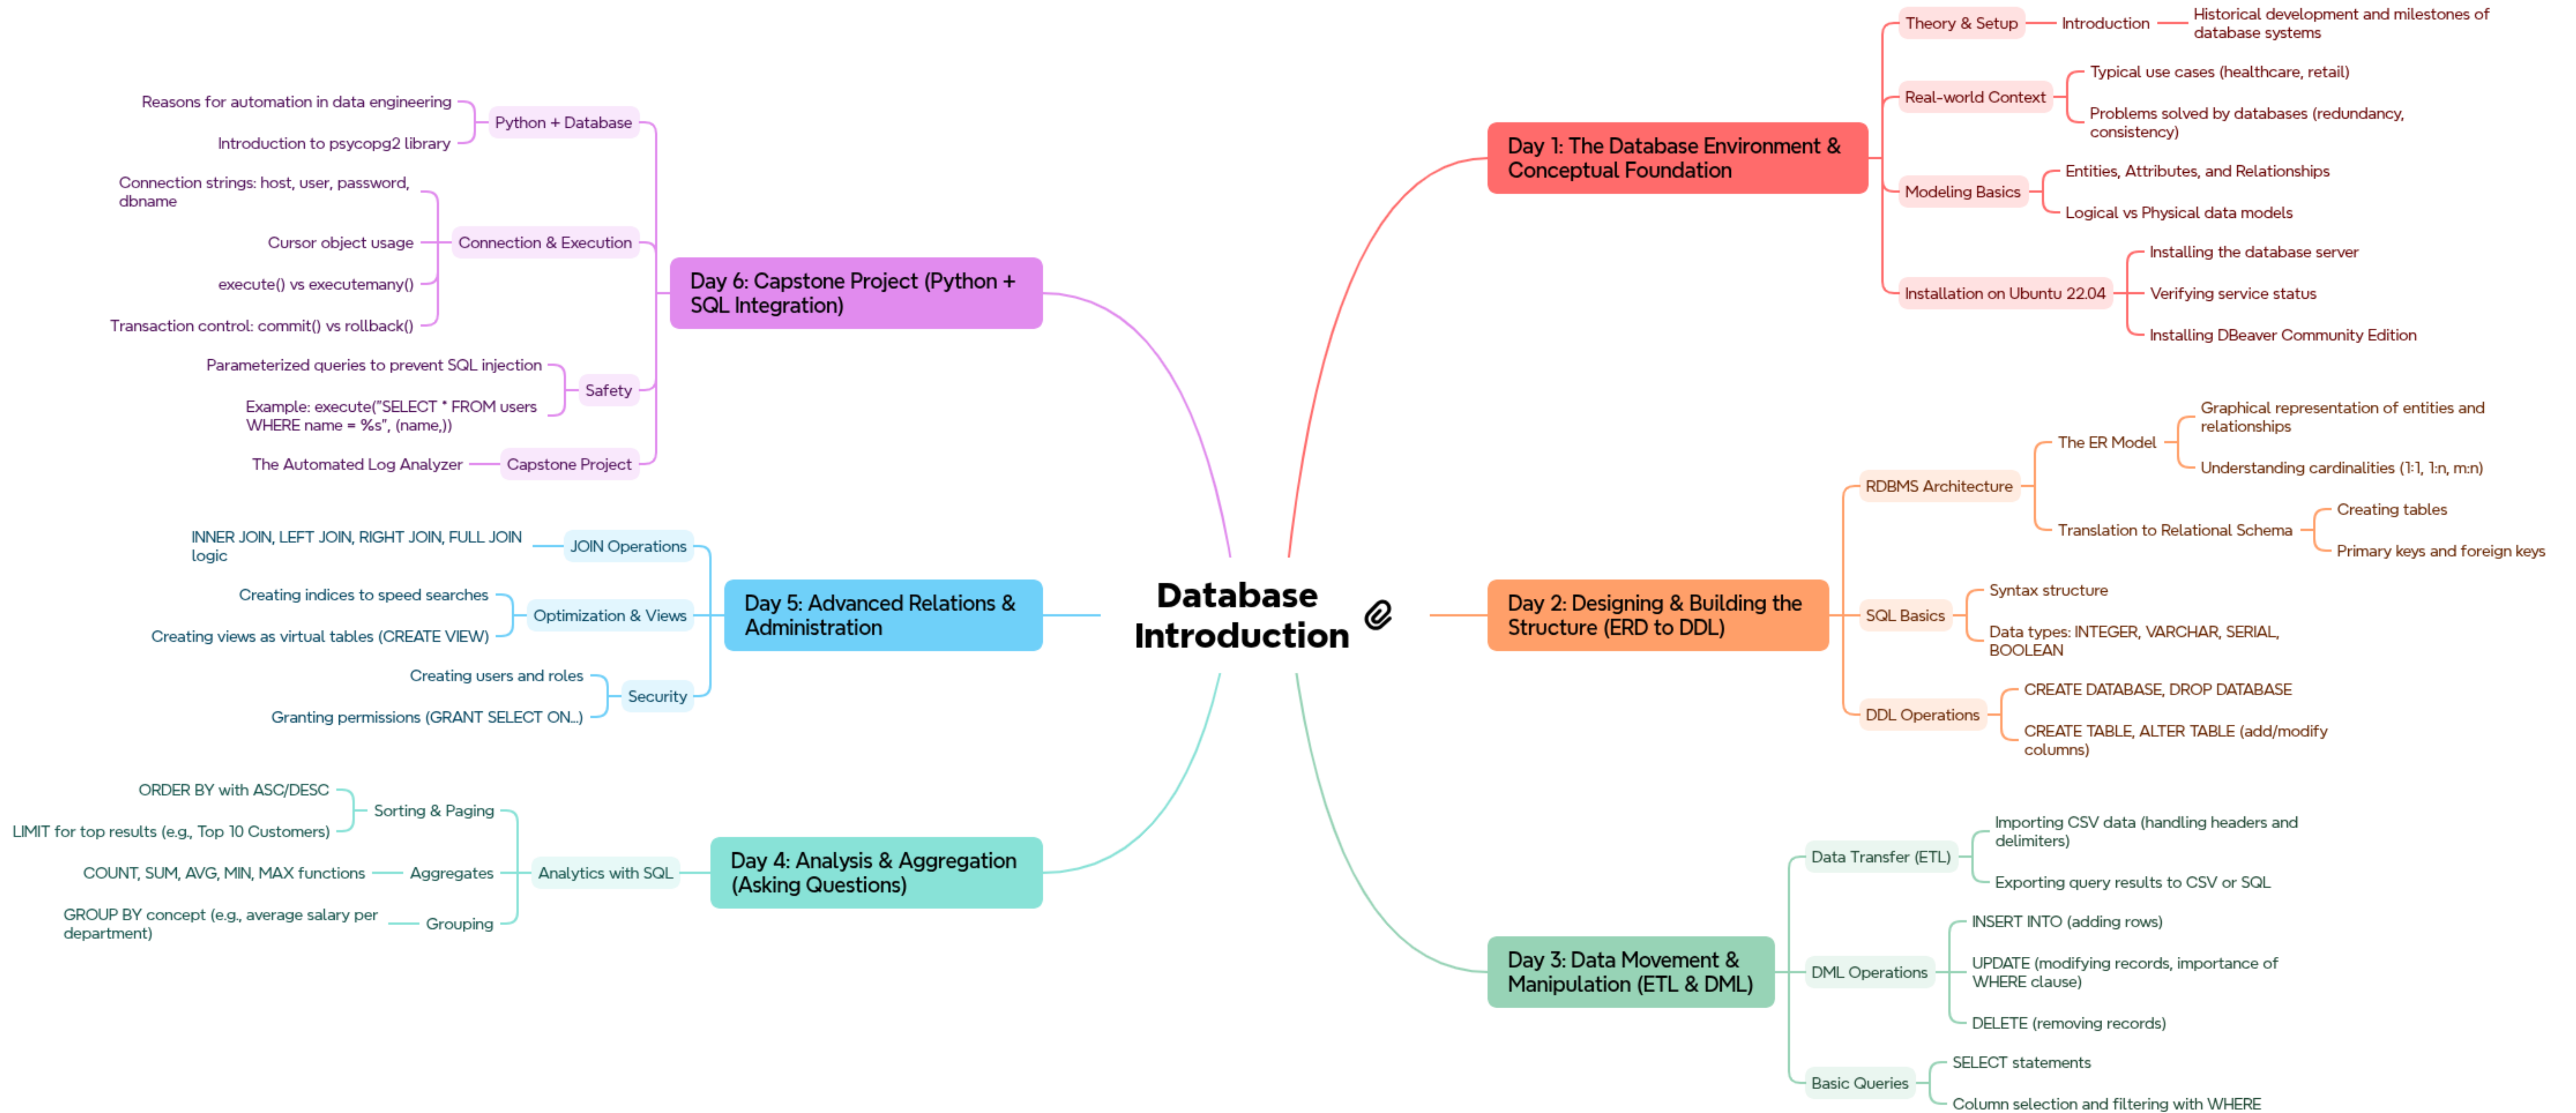 Database
Introduction
Day 1: The Database Environment &
Conceptual Foundation
Theory & Setup
Introduction
Historical development and milestones of
database systems
Real-world Context
Typical use cases (healthcare, retail)
Problems solved by databases (redundancy,
consistency)
Modeling Basics
Entities, Attributes, and Relationships
Logical vs Physical data models
Installation on Ubuntu 22.04
Installing the database server
Verifying service status
Installing DBeaver Community Edition
Day 2: Designing & Building the
Structure (ERD to DDL)
RDBMS Architecture
The ER Model
Graphical representation of entities and
relationships
Understanding cardinalities (1:1, 1:n, m:n)
Translation to Relational Schema
Creating tables
Primary keys and foreign keys
SQL Basics
Syntax structure
Data types: INTEGER, VARCHAR, SERIAL,
BOOLEAN
DDL Operations
CREATE DATABASE, DROP DATABASE
CREATE TABLE, ALTER TABLE (add/modify
columns)
Day 3: Data Movement &
Manipulation (ETL & DML)
Data Transfer (ETL)
Importing CSV data (handling headers and
delimiters)
Exporting query results to CSV or SQL
DML Operations
INSERT INTO (adding rows)
UPDATE (modifying records, importance of
WHERE clause)
DELETE (removing records)
Basic Queries
SELECT statements
Column selection and filtering with WHERE
Day 4: Analysis & Aggregation
(Asking Questions)
Analytics with SQL
Sorting & Paging
ORDER BY with ASC/DESC
LIMIT for top results (e.g., Top 10 Customers)
Aggregates
COUNT, SUM, AVG, MIN, MAX functions
Grouping
GROUP BY concept (e.g., average salary per
department)
Day 5: Advanced Relations &
Administration
JOIN Operations
INNER JOIN, LEFT JOIN, RIGHT JOIN, FULL JOIN
logic
Optimization & Views
Creating indices to speed searches
Creating views as virtual tables (CREATE VIEW)
Security
Creating users and roles
Granting permissions (GRANT SELECT ON...)
Day 6: Capstone Project (Python +
SQL Integration)
Python + Database
Reasons for automation in data engineering
Introduction to psycopg2 library
Connection & Execution
Connection strings: host, user, password,
dbname
Cursor object usage
execute() vs executemany()
Transaction control: commit() vs rollback()
Safety
Parameterized queries to prevent SQL injection
Example: execute("SELECT * FROM users
WHERE name = %s", (name,))
Capstone Project
The Automated Log Analyzer